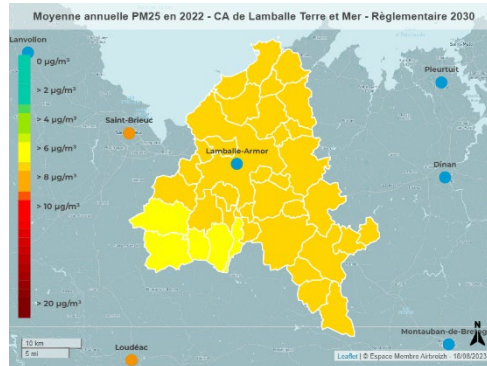 Moyenne annuelle PM25 en 2022 - CA de Lamballe Terre et Mer - Règlementaire 2030
Lanvollon
0 µg/m³
Pleurtuit
> 2 µg/m³
> 4 µg/m³
Saint-Brieuc
> 6 µg/m³
Lamballe-Armor
> 8 µg/m³
Dinan
> 10 µg/m³
> 20 µg/m³
10 km
5 mi
Loudéac
Montauban-de-Bretag
N
Leaflet | © Espace Membre Airbreizh - 18/08/2023